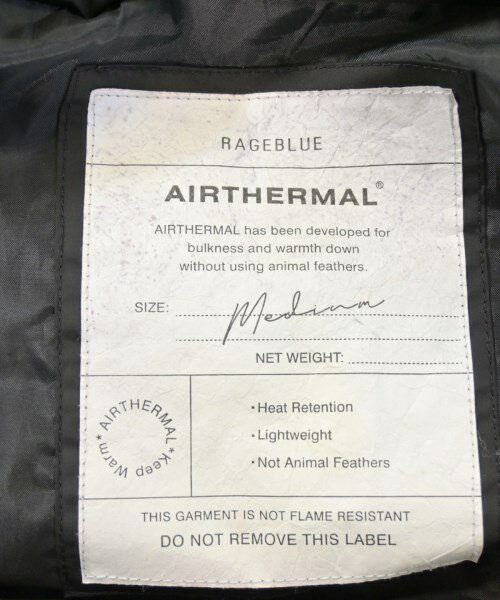 RAGEBLUE
AIRTHERMAL®
AIRTHERMAL has been developed for
bulkness and warmth down
without using animal feathers.
SIZE: Medium
NET WEIGHT:
*AIRTHERMAL* Keep Warm
・Heat Retention
・Lightweight
・Not Animal Feathers
THIS GARMENT IS NOT FLAME RESISTANT
DO NOT REMOVE THIS LABEL